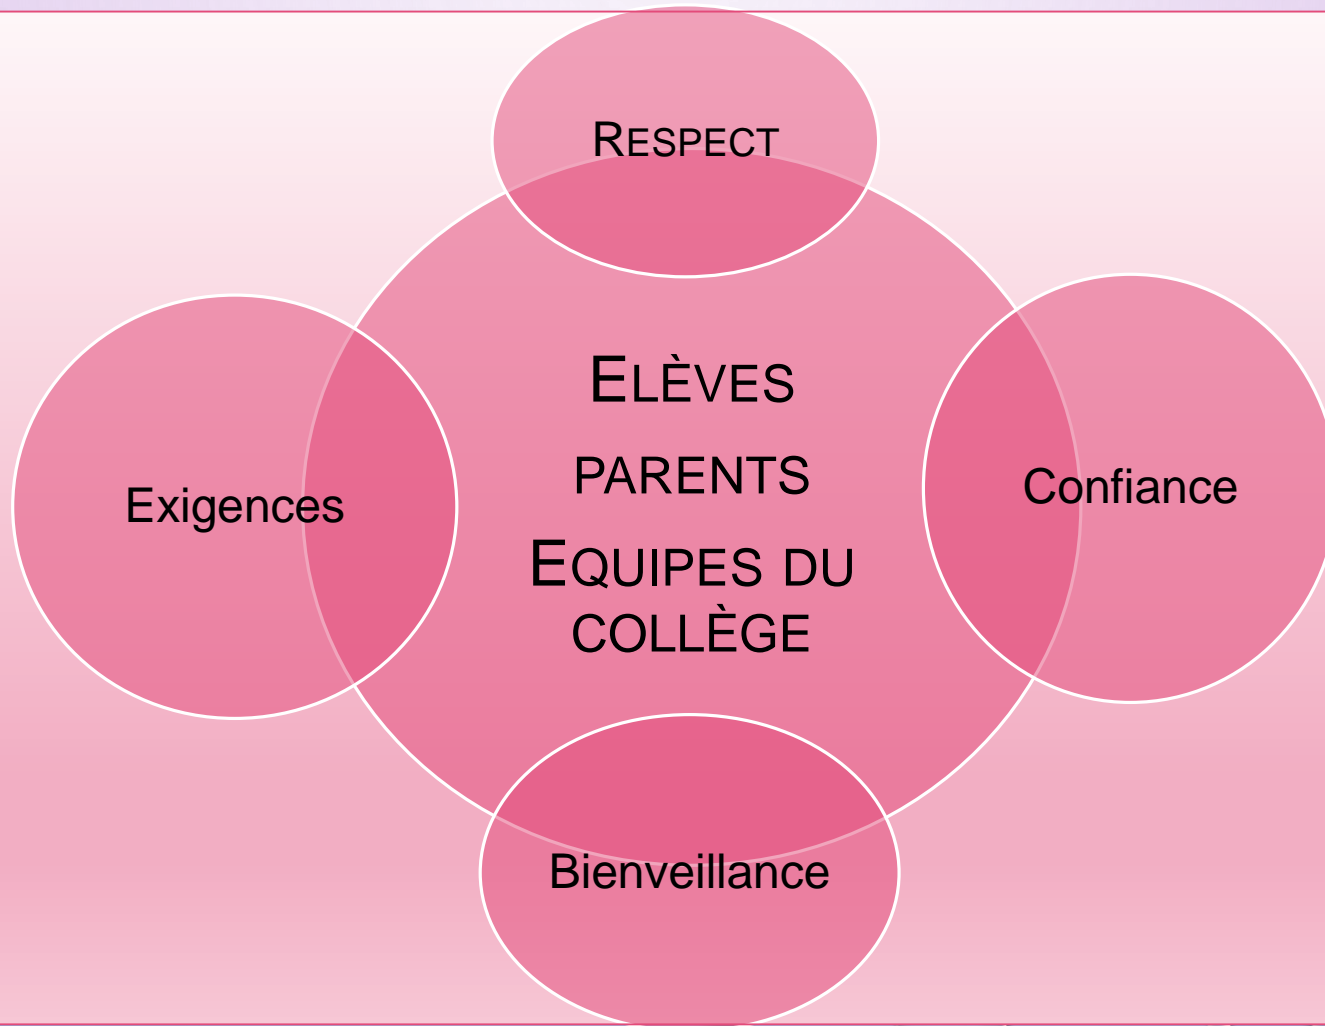 RESPECT
ELÈVES
PARENTS
EQUIPES DU
COLLÈGE
Exigences
Confiance
Bienveillance